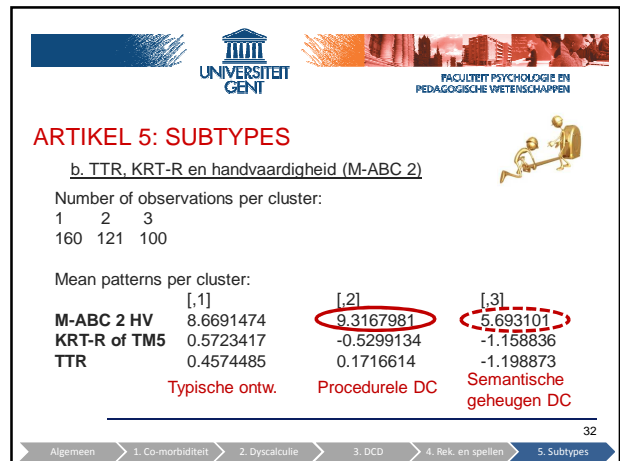 UNIVERSITEIT
GENT
FACULTEIT PSYCHOLOGIE EN
PEDAGOGISCHE WETENSCHAPPEN
ARTIKEL 5: SUBTYPES
b. TTR, KRT-R en handvaardigheid (M-ABC 2)
Number of observations per cluster:
1 2 3
160 121 100
Mean patterns per cluster:
[,1] [,2] [,3]
M-ABC 2 HV 8.6691474 9.3167981 5.693101
KRT-R of TM5 0.5723417 -0.5299134 -1.158836
TTR 0.4574485 0.1716614 -1.198873
Typische ontw. Procedurele DC Semantische
geheugen DC
32
Algemeen 1. Co-morbiditeit 2. Dyscalculie 3. DCD 4. Rek. en spellen 5. Subtypes